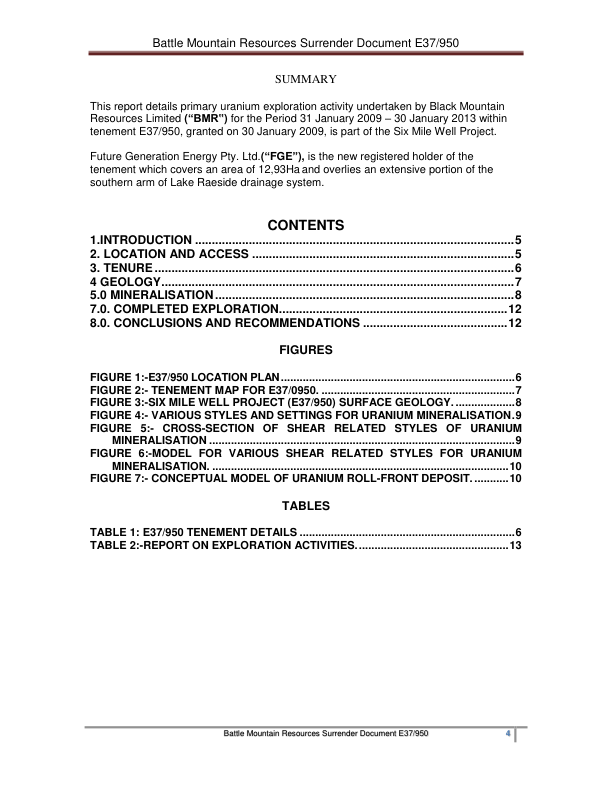 Battle Mountain Resources Surrender Document E37/950
SUMMARY
This report details primary uranium exploration activity undertaken by Black Mountain
Resources Limited ("BMR") for the Period 31 January 2009 – 30 January 2013 within
tenement E37/950, granted on 30 January 2009, is part of the Six Mile Well Project.
Future Generation Energy Pty. Ltd.("FGE"), is the new registered holder of the
tenement which covers an area of 12,93Ha and overlies an extensive portion of the
southern arm of Lake Raeside drainage system.
CONTENTS
1.INTRODUCTION ................................................................................................5
2. LOCATION AND ACCESS ...............................................................................5
3. TENURE............................................................................................................6
4 GEOLOGY..........................................................................................................7
5.0 MINERALISATION..........................................................................................8
7.0. COMPLETED EXPLORATION.....................................................................12
8.0. CONCLUSIONS AND RECOMMENDATIONS ...........................................12
FIGURES
FIGURE 1:-E37/950 LOCATION PLAN.......................................................................6
FIGURE 2:- TENEMENT MAP FOR E37/0950. ...........................................................7
FIGURE 3:-SIX MILE WELL PROJECT (E37/950) SURFACE GEOLOGY. ...................8
FIGURE 4:- VARIOUS STYLES AND SETTINGS FOR URANIUM MINERALISATION.9
FIGURE 5:- CROSS-SECTION OF SHEAR RELATED STYLES OF URANIUM
MINERALISATION ............................................................................................9
FIGURE 6:-MODEL FOR VARIOUS SHEAR RELATED STYLES FOR URANIUM
MINERALISATION. .........................................................................................10
FIGURE 7:- CONCEPTUAL MODEL OF URANIUM ROLL-FRONT DEPOSIT. ...........10
TABLES
TABLE 1: E37/950 TENEMENT DETAILS .................................................................6
TABLE 2:-REPORT ON EXPLORATION ACTIVITIES...............................................13
Battle Mountain Resources Surrender Document E37/950 4